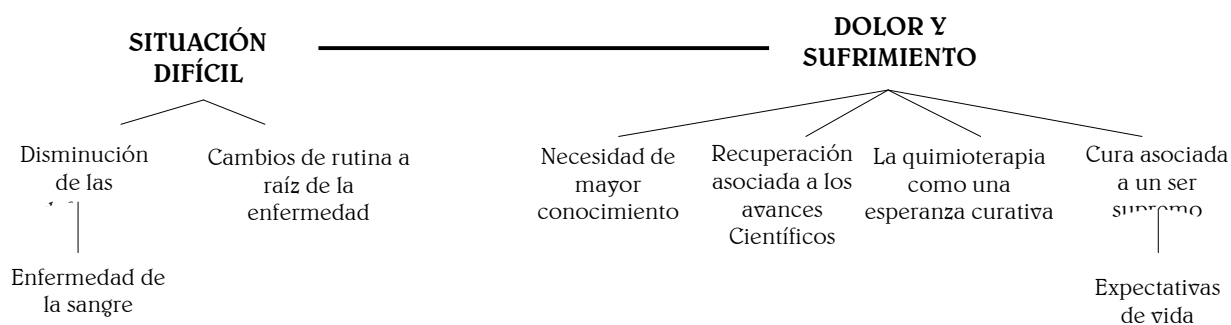 SITUACIÓN
DIFÍCIL
DOLOR Y
SUFRIMIENTO
Disminución
de las
Cambios de rutina a
raíz de la
enfermedad
Necesidad de
mayor
conocimiento
Recuperación
asociada a los
avances
Científicos
La quimioterapia
como una
esperanza curativa
Cura asociada
a un ser
supremo
Enfermedad de
la sangre
Expectativas
de vida